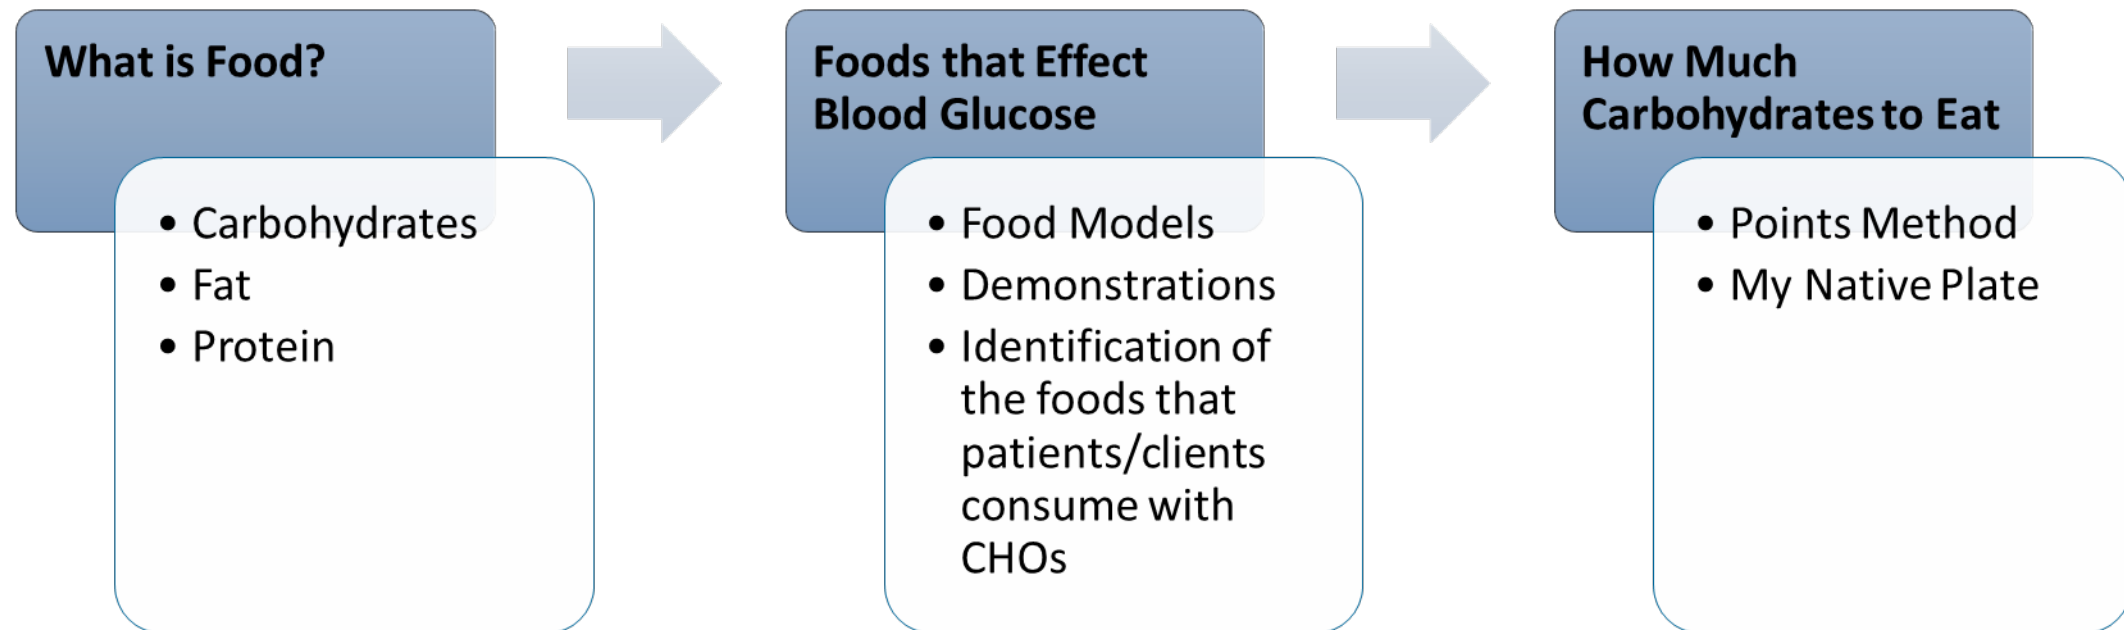 What is Food?
• Carbohydrates
• Fat
• Protein
Foods that Effect
Blood Glucose
• Food Models
• Demonstrations
• Identification of
the foods that
patients/clients
consume with
CHOs
How Much
Carbohydrates to Eat
• Points Method
• My Native Plate